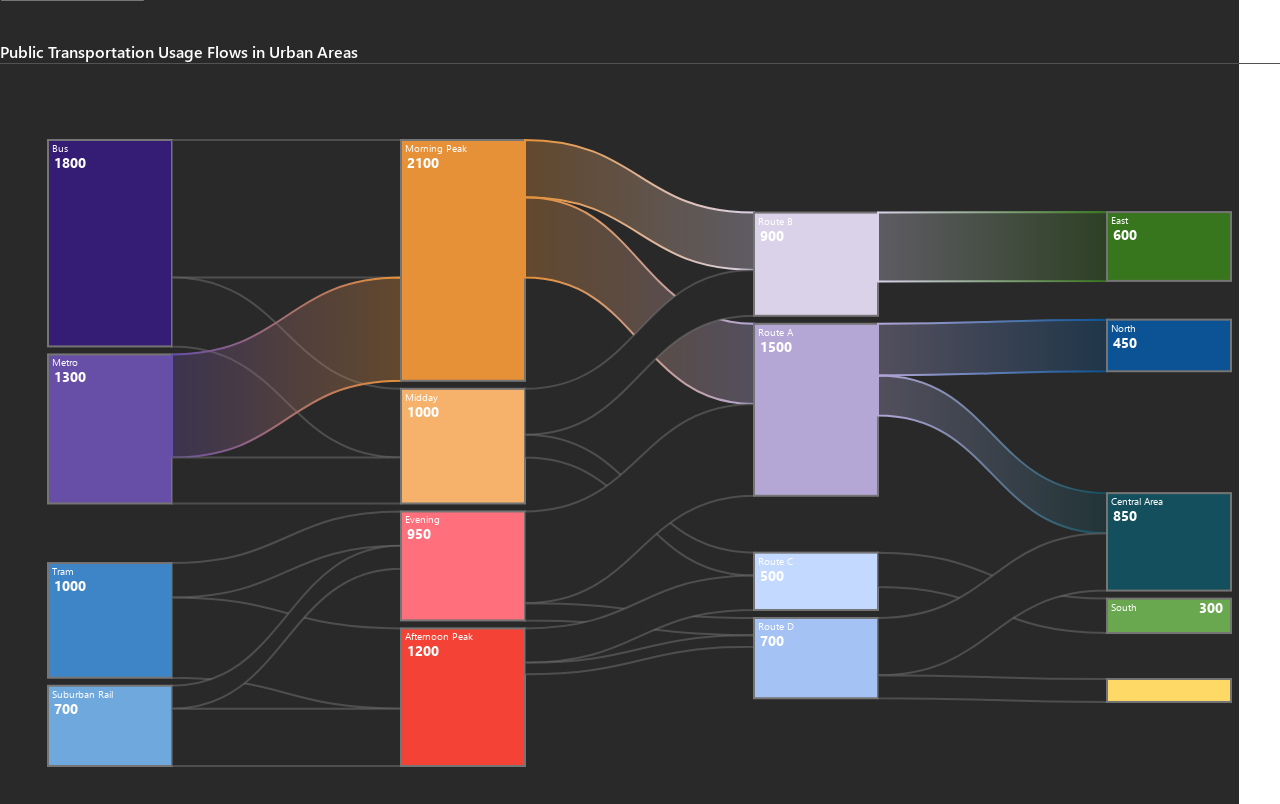 Public Transportation Usage Flows in Urban Areas
Bus
1800
Metro
1300
Tram
1000
Suburban Rail
700
Morning Peak
2100
Midday
1000
Evening
950
Afternoon Peak
1200
Route B
900
Route A
1500
Route C
500
Route D
700
East
600
North
450
Central Area
850
South 300